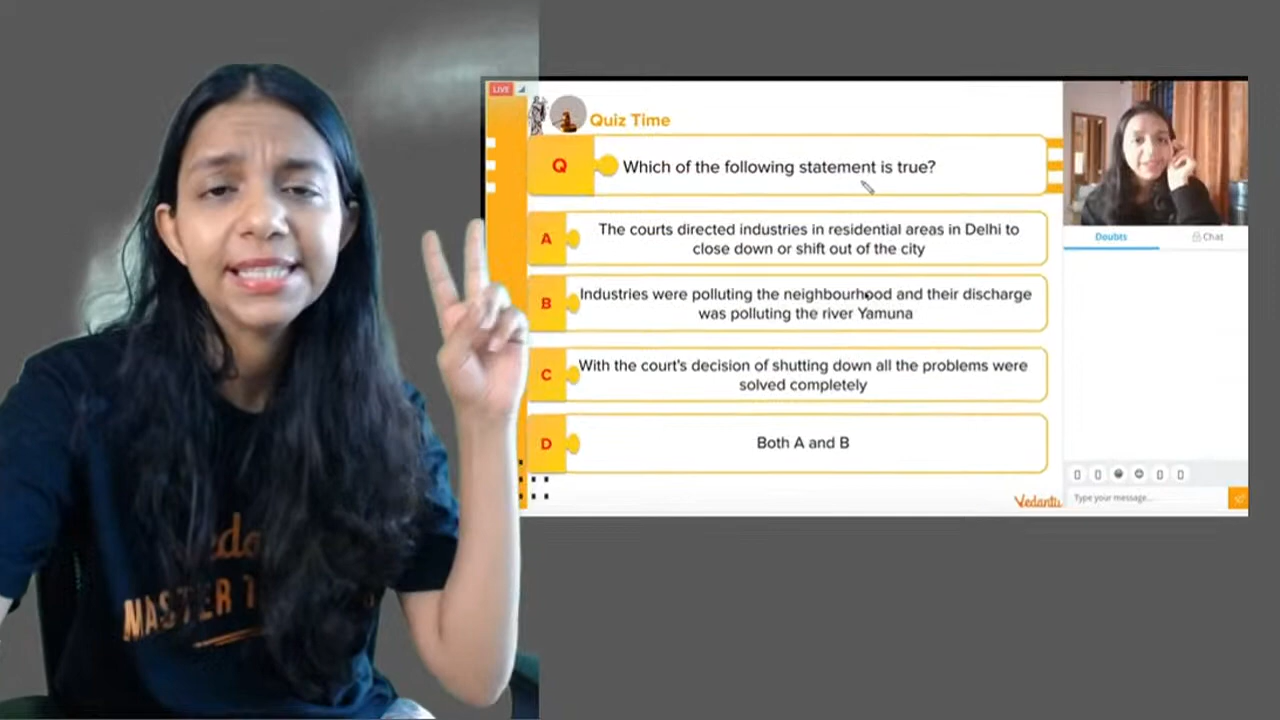 LIVE
Quiz Time
Q
Which of the following statement is true?
A
The courts directed industries in residential areas in Delhi to
close down or shift out of the city
B
Industries were polluting the neighbourhood and their discharge
was polluting the river Yamuna
C
With the court's decision of shutting down all the problems were
solved completely
D
Both A and B
Vedantu
Doubts
Chat
Type your message...
MASTER